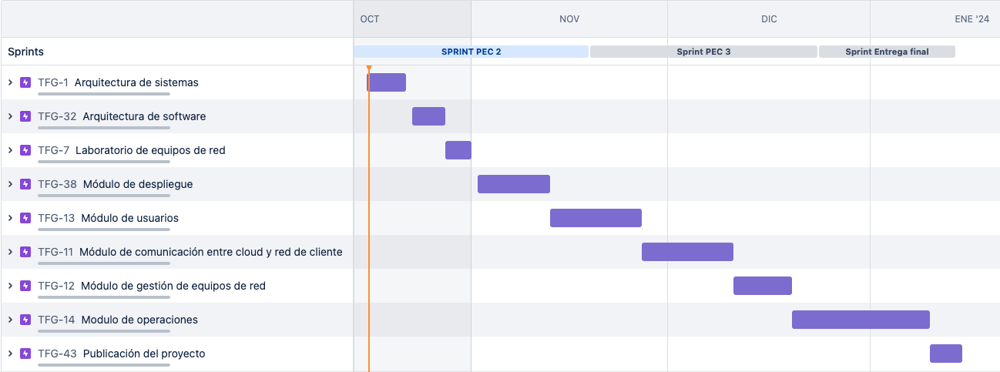 OCT NOV DIC ENE '24
Sprints SPRINT PEC 2 Sprint PEC 3 Sprint Entrega final
TFG-1 Arquitectura de sistemas
TFG-32 Arquitectura de software
TFG-7 Laboratorio de equipos de red
TFG-38 Módulo de despliegue
TFG-13 Módulo de usuarios
TFG-11 Módulo de comunicación entre cloud y red de cliente
TFG-12 Módulo de gestión de equipos de red
TFG-14 Modulo de operaciones
TFG-43 Publicación del proyecto